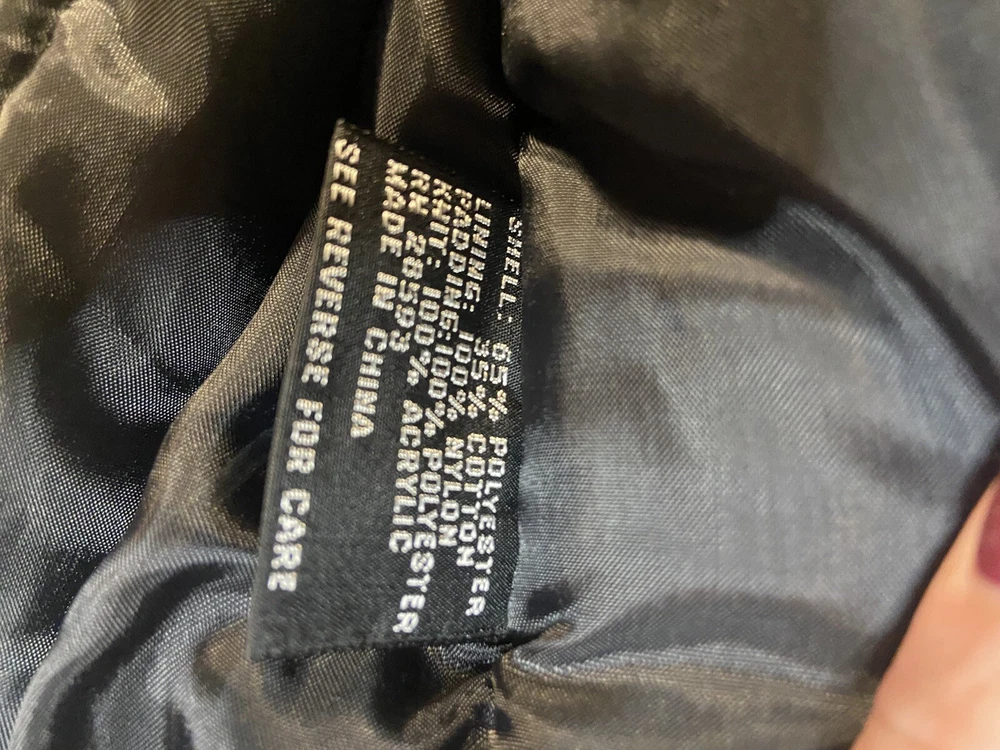 SHELL: 65% POLYESTER
35% COTTON
LINING: 100% NYLON
PADDING:100% POLYESTER
KNIT: 100% ACRYLIC
RN 28593
MADE IN CHINA
SEE REVERSE FOR CARE